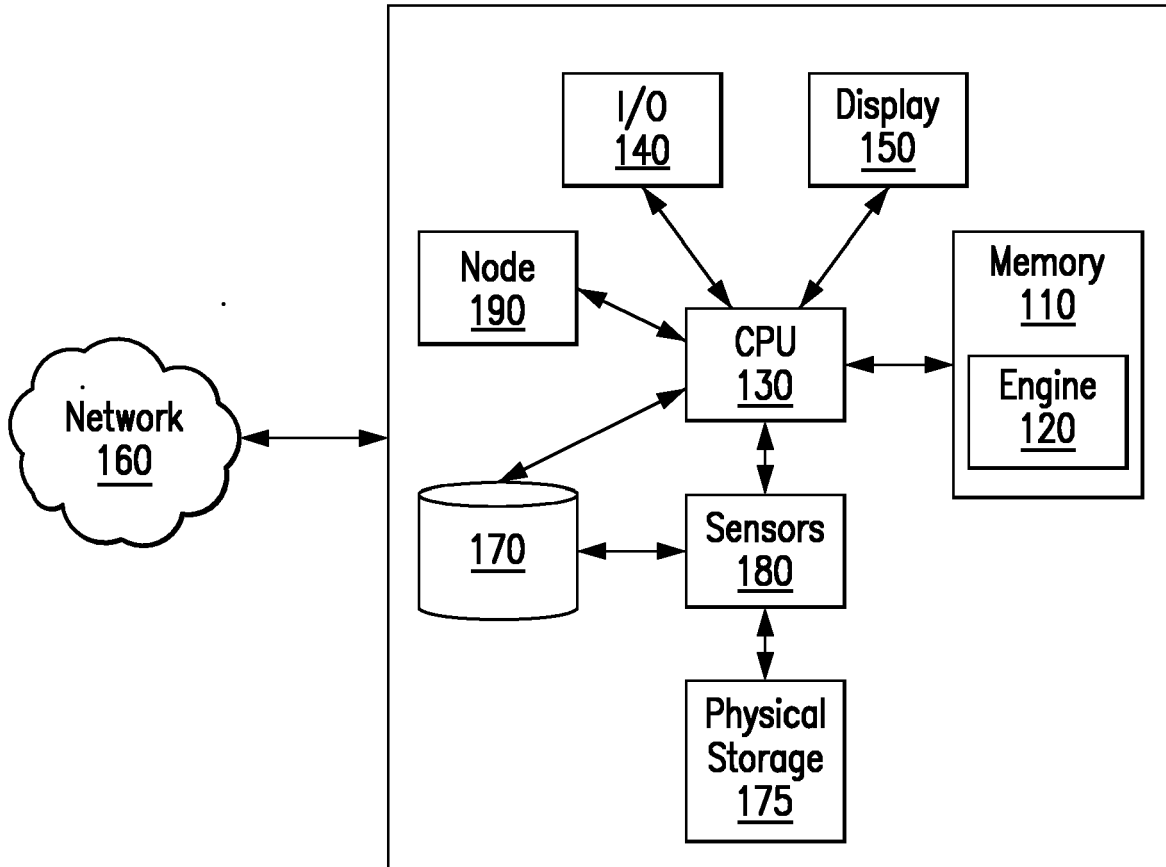 I/O
140
Display
150
Node
190
Memory
110
CPU
130
Engine
120
Network
160
170
Sensors
180
Physical
Storage
175